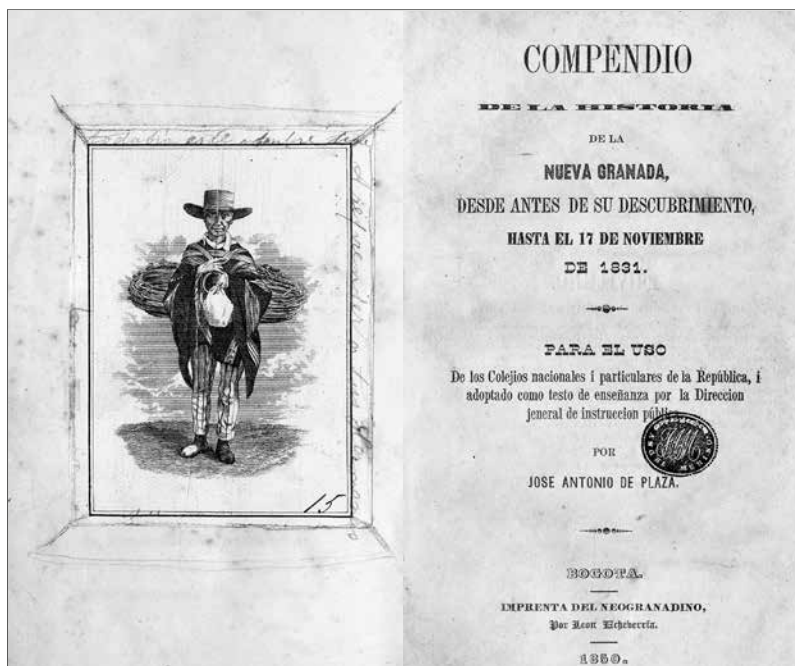 15
COMPENDIO
DE LA HISTORIA
DE LA
NUEVA GRANADA,
DESDE ANTES DE SU DESCUBRIMIENTO,
HASTA EL 17 DE NOVIEMBRE
DE 1831.
PARA EL USO
De los Colejios nacionales i particulares de la República, i
adoptado como testo de enseñanza por la Direccion
jeneral de instruccion pública
POR
JOSE ANTONIO DE PLAZA.
BOGOTA.
IMPRENTA DEL NEOGRANADINO,
Por Leon Echeverría.
1850.